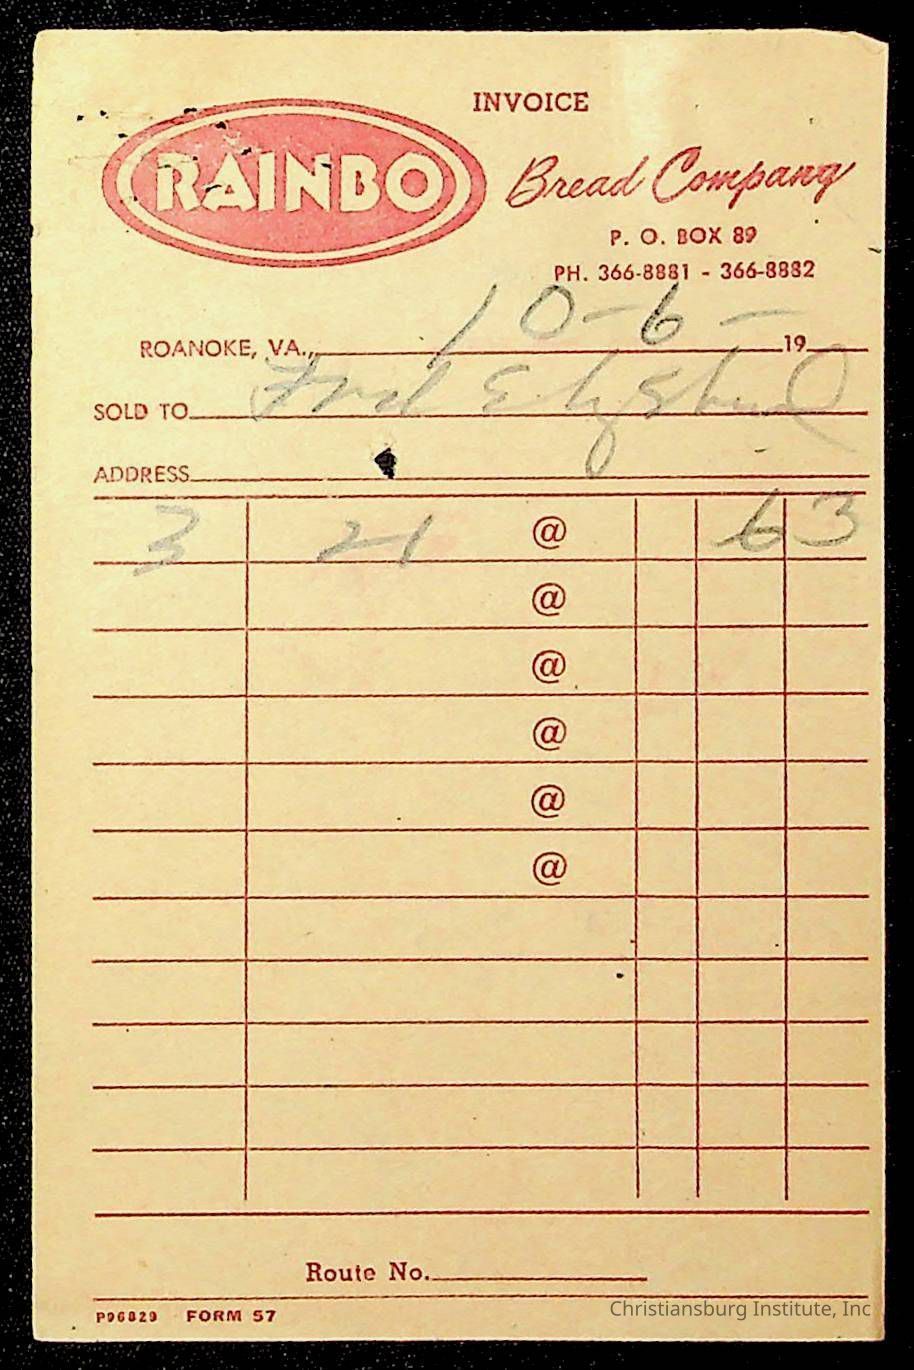 INVOICE
RAINBO
Bread Company
P. O. BOX 89
PH. 366-8881 - 366-8882
10-6-
ROANOKE, VA., 19
SOLD TO
ADDRESS
3 21 @ 63
@
@
@
@
@
Route No.
P96829 FORM 57
Christiansburg Institute, Inc